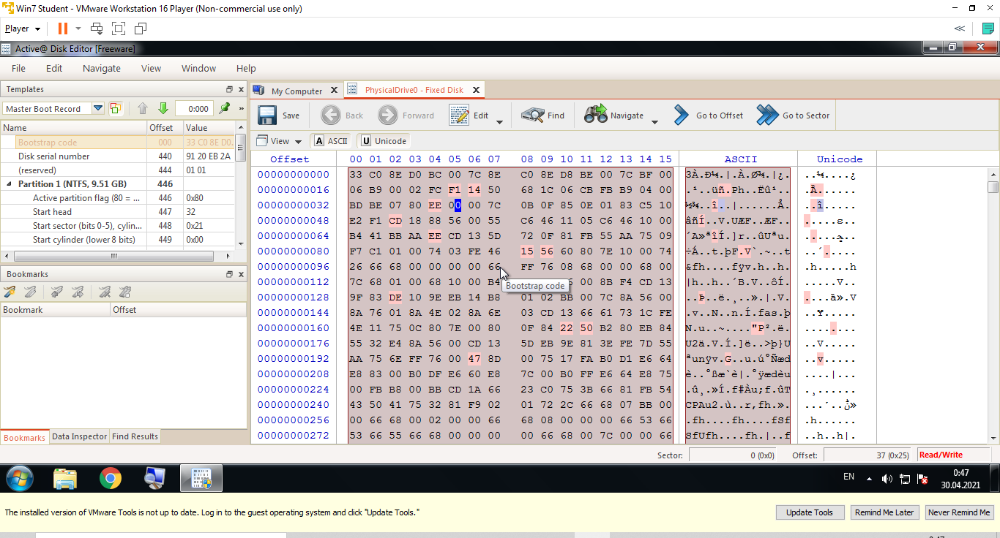 Win7 Student - VMware Workstation 16 Player (Non-commercial use only)
Player
Active@ Disk Editor [Freeware]
File Edit Navigate View Window Help
Templates
Master Boot Record 0:000 »
Name Offset Value
Bootstrap code 000 33 C0 8E D0.
Disk serial number 440 91 20 EB 2A
(reserved) 444 01 01
Partition 1 (NTFS, 9.51 GB) 446
Active partition flag (80 = ... 446 0x80
Start head 447 32
Start sector (bits 0-5), cylin... 448 0x21
Start cylinder (lower 8 bits) 449 0x00
Bookmarks
Bookmark Offset
Bookmarks Data Inspector Find Results
My Computer PhysicalDrive0 - Fixed Disk
Save Back Forward Edit Find Navigate Go to Offset Go to Sector
View A ASCII U Unicode
Offset 00 01 02 03 04 05 06 07 08 09 10 11 12 13 14 15 ASCII Unicode
00000000000 33 C0 8E D0 BC 00 7C 8E C0 8E D8 BE 00 7C BF 00 3À.Ð¼.|.À.Ø¾.|¿.
00000000016 06 B9 00 02 FC F1 14 50 68 1C 06 CB FB B9 04 00 .¹..üñ.Ph..Ëû¹..
00000000032 BD BE 07 80 EE 00 00 7C 0B 0F 85 0E 01 83 C5 10 ½¾..î..|......Å.
00000000048 E2 F1 CD 18 88 56 00 55 C6 46 11 05 C6 46 10 00 âñÍ..V.UÆF..ÆF..
00000000064 B4 41 BB AA EE CD 13 5D 72 0F 81 FB 55 AA 75 09 ´A»ªîÍ.]r..ûUªu.
00000000080 F7 C1 01 00 74 03 FE 46 15 56 60 80 7E 10 00 74 ÷Á..t.þF.V`.~..t
00000000096 26 66 68 00 00 00 00 66 FF 76 08 68 00 00 68 00 &fh....fÿv.h..h.
00000000112 7C 68 01 00 68 10 00 B4 00 8B F4 CD 13 |h..h..´B.V..ôÍ.
00000000128 9F 83 DE 10 9E EB 14 B8 01 02 BB 00 7C 8A 56 00 ..Þ..ë.¸..».|.V.
00000000144 8A 76 01 8A 4E 02 8A 6E 03 CD 13 66 61 73 1C FE .v..N..n.Í.fas.þ
00000000160 4E 11 75 0C 80 7E 00 80 0F 84 22 50 B2 80 EB 84 N.u..~...."P².ë.
00000000176 55 32 E4 8A 56 00 CD 13 5D EB 9E 81 3E FE 7D 55 U2ä.V.Í.]ë..>þ}U
00000000192 AA 75 6E FF 76 00 47 8D 00 75 17 FA B0 D1 E6 64 ªunÿv.G..u.ú°Ñæd
00000000208 E8 83 00 B0 DF E6 60 E8 7C 00 B0 FF E6 64 E8 75 è..°ßæ`è|.°ÿædèu
00000000224 00 FB B8 00 BB CD 1A 66 23 C0 75 3B 66 81 FB 54 .û¸.»Í.f#Àu;f.ûT
00000000240 43 50 41 75 32 81 F9 02 01 72 2C 66 68 07 BB 00 CPAu2.ù..r,fh.».
00000000256 00 66 68 00 02 00 00 66 68 08 00 00 00 66 53 66 .fh....fh....fSf
00000000272 53 66 55 66 68 00 00 00 00 66 68 00 7C 00 00 66 SfUfh....fh.|..f
Bootstrap code
Sector: 0 (0x0) Offset: 37 (0x25) Read/Write
EN 0:47
30.04.2021
The installed version of VMware Tools is not up to date. Log in to the guest operating system and click "Update Tools."
Update Tools Remind Me Later Never Remind Me